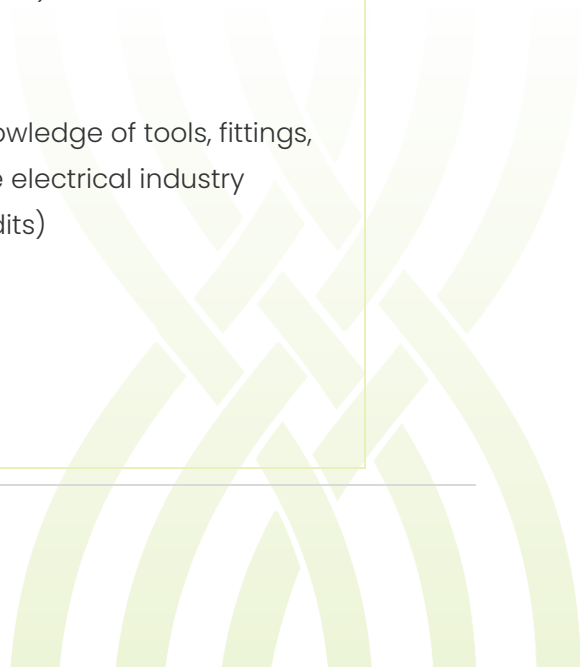 owledge of tools, fittings,
electrical industry
dits)